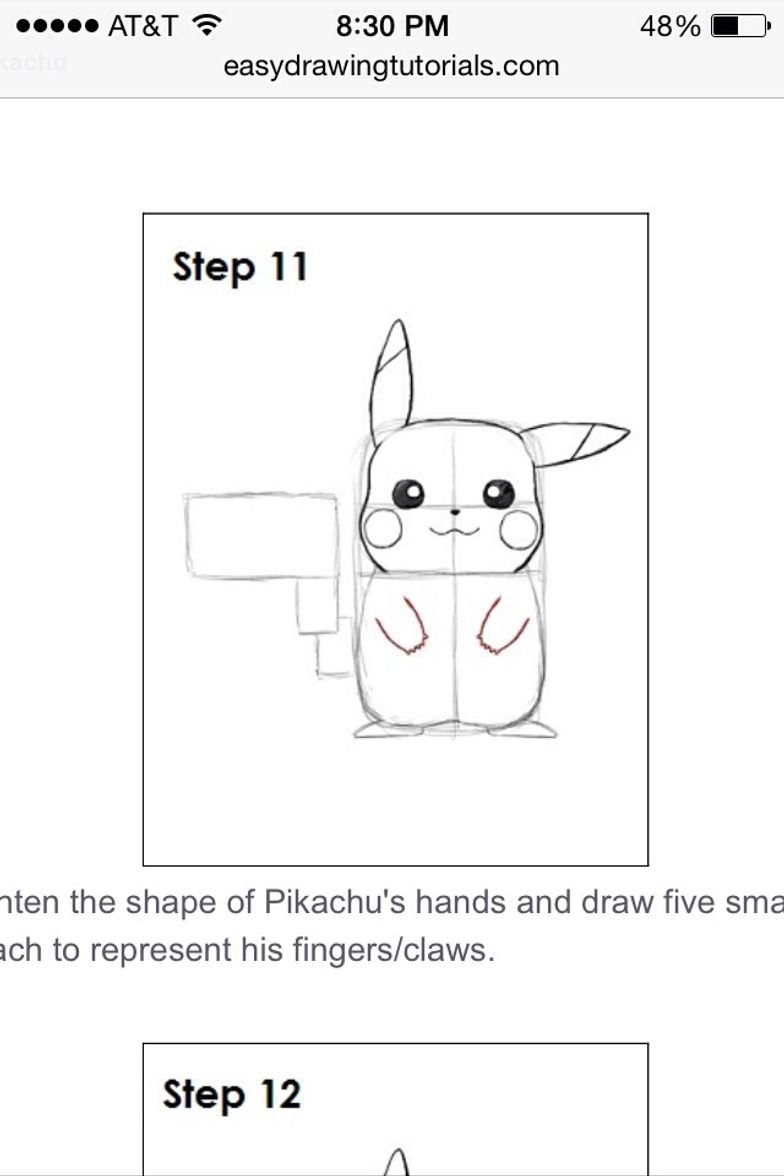 AT&T 8:30 PM 48%
kachu easydrawingtutorials.com
Step 11
nten the shape of Pikachu's hands and draw five sma
ach to represent his fingers/claws.
Step 12